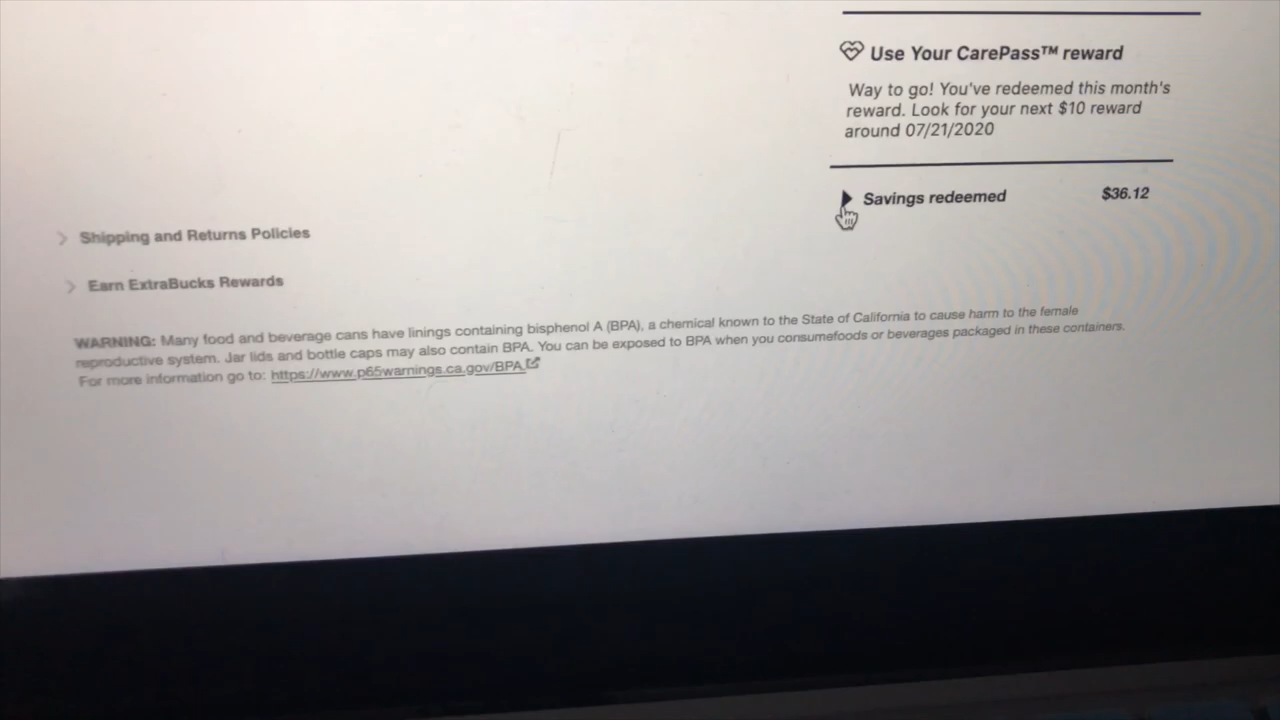 Use Your CarePass™ reward
Way to go! You've redeemed this month's
reward. Look for your next $10 reward
around 07/21/2020
Savings redeemed $36.12
Shipping and Returns Policies
Earn ExtraBucks Rewards
WARNING: Many food and beverage cans have linings containing bisphenol A (BPA), a chemical known to the State of California to cause harm to the female
reproductive system. Jar lids and bottle caps may also contain BPA. You can be exposed to BPA when you consumefoods or beverages packaged in these containers.
For more information go to: https://www.p65warnings.ca.gov/BPA